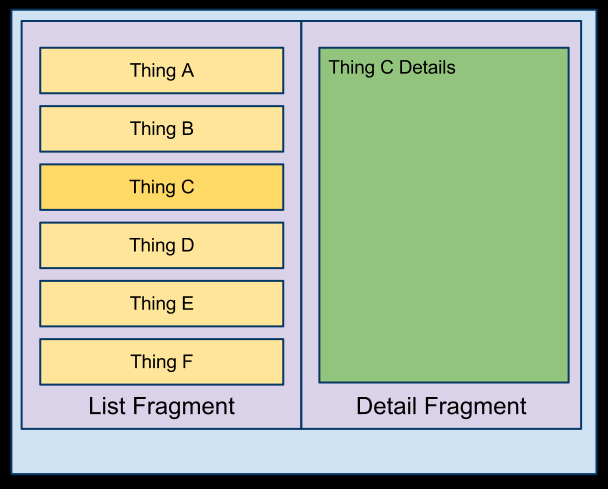 Thing A
Thing B
Thing C
Thing D
Thing E
Thing F
List Fragment
Thing C Details
Detail Fragment